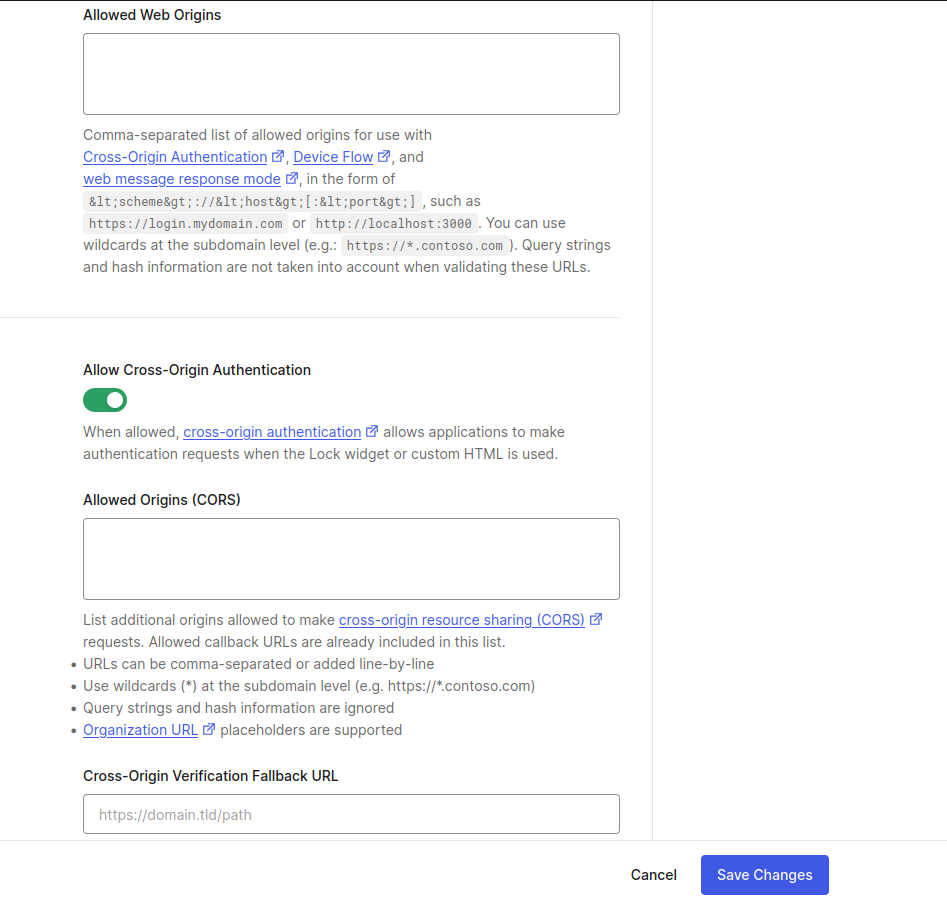 Allowed Web Origins
Comma-separated list of allowed origins for use with
Cross-Origin Authentication, Device Flow, and
web message response mode, in the form of
&lt;scheme&gt;://&lt;host&gt;[:&lt;port&gt;], such as
https://login.mydomain.com or http://localhost:3000. You can use
wildcards at the subdomain level (e.g.: https://*.contoso.com). Query strings
and hash information are not taken into account when validating these URLs.
Allow Cross-Origin Authentication
When allowed, cross-origin authentication allows applications to make
authentication requests when the Lock widget or custom HTML is used.
Allowed Origins (CORS)
List additional origins allowed to make cross-origin resource sharing (CORS)
requests. Allowed callback URLs are already included in this list.
• URLs can be comma-separated or added line-by-line
• Use wildcards (*) at the subdomain level (e.g. https://*.contoso.com)
• Query strings and hash information are ignored
• Organization URL placeholders are supported
Cross-Origin Verification Fallback URL
https://domain.tld/path
Cancel Save Changes